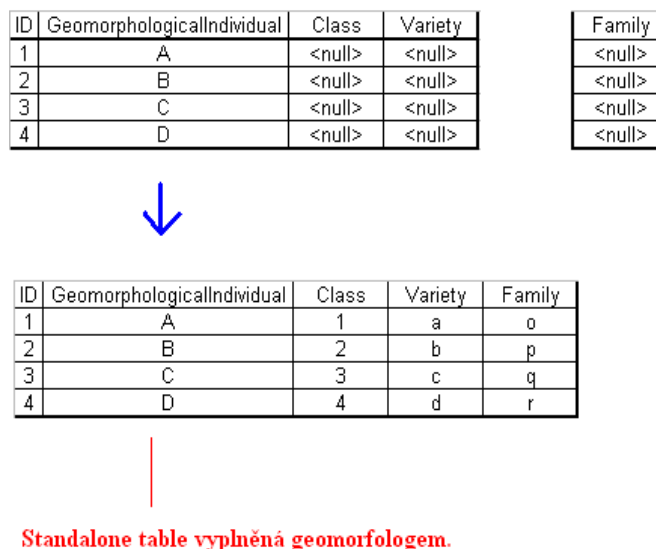 ID GeomorphologicalIndividual Class Variety Family
1 A <null> <null> <null>
2 B <null> <null> <null>
3 C <null> <null> <null>
4 D <null> <null> <null>
ID GeomorphologicalIndividual Class Variety Family
1 A 1 a o
2 B 2 b p
3 C 3 c q
4 D 4 d r
Standalone table vyplněná geomorfologem.